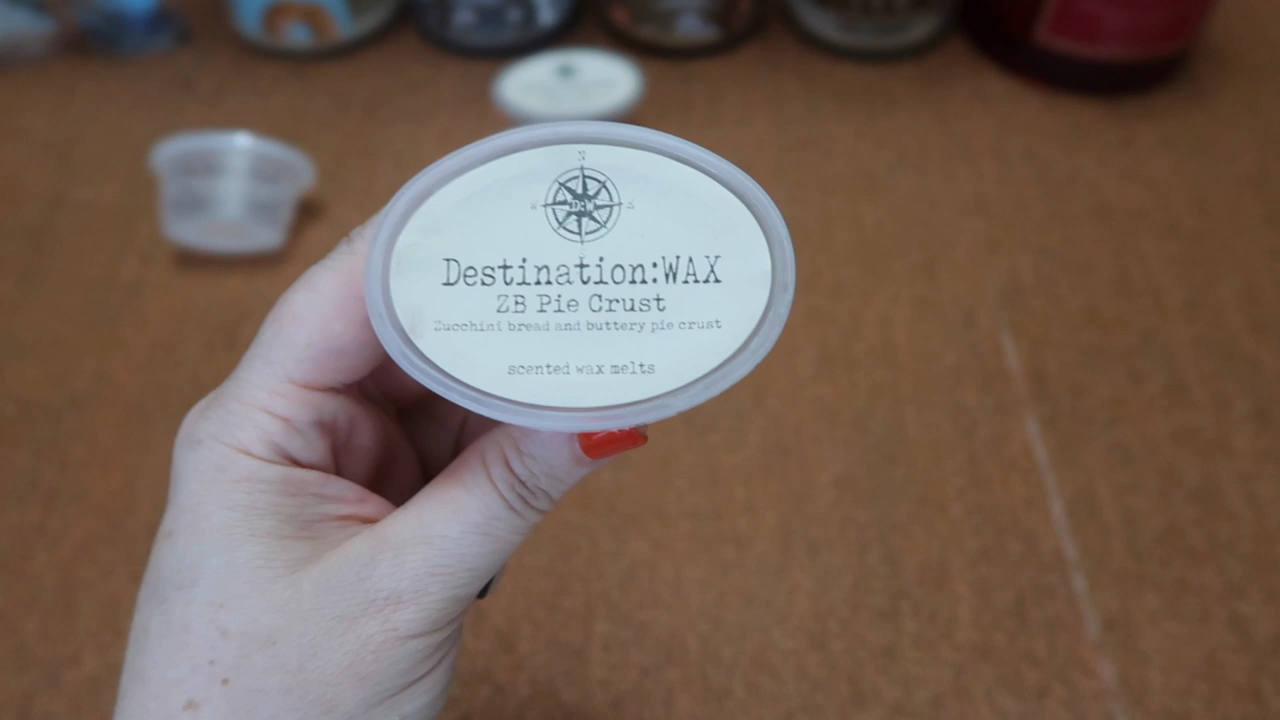 N
D:W
Destination:WAX
ZB Pie Crust
Zucchini bread and buttery pie crust
scented wax melts